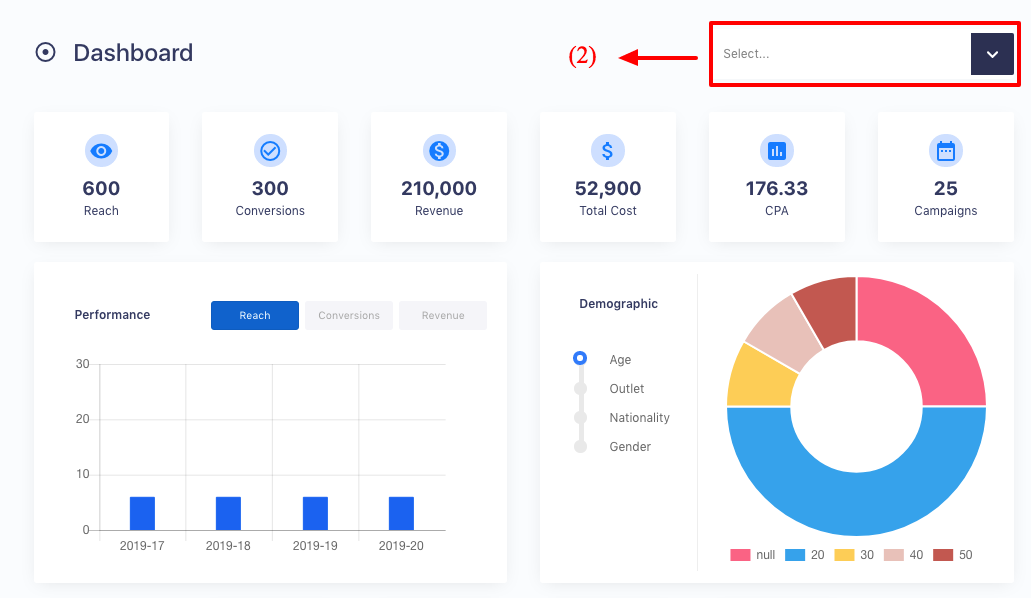 Dashboard
(2)
Select...
600
Reach
300
Conversions
210,000
Revenue
52,900
Total Cost
176.33
CPA
25
Campaigns
Performance
Reach
Conversions
Revenue
30
20
10
0
2019-17
2019-18
2019-19
2019-20
Demographic
Age
Outlet
Nationality
Gender
null
20
30
40
50